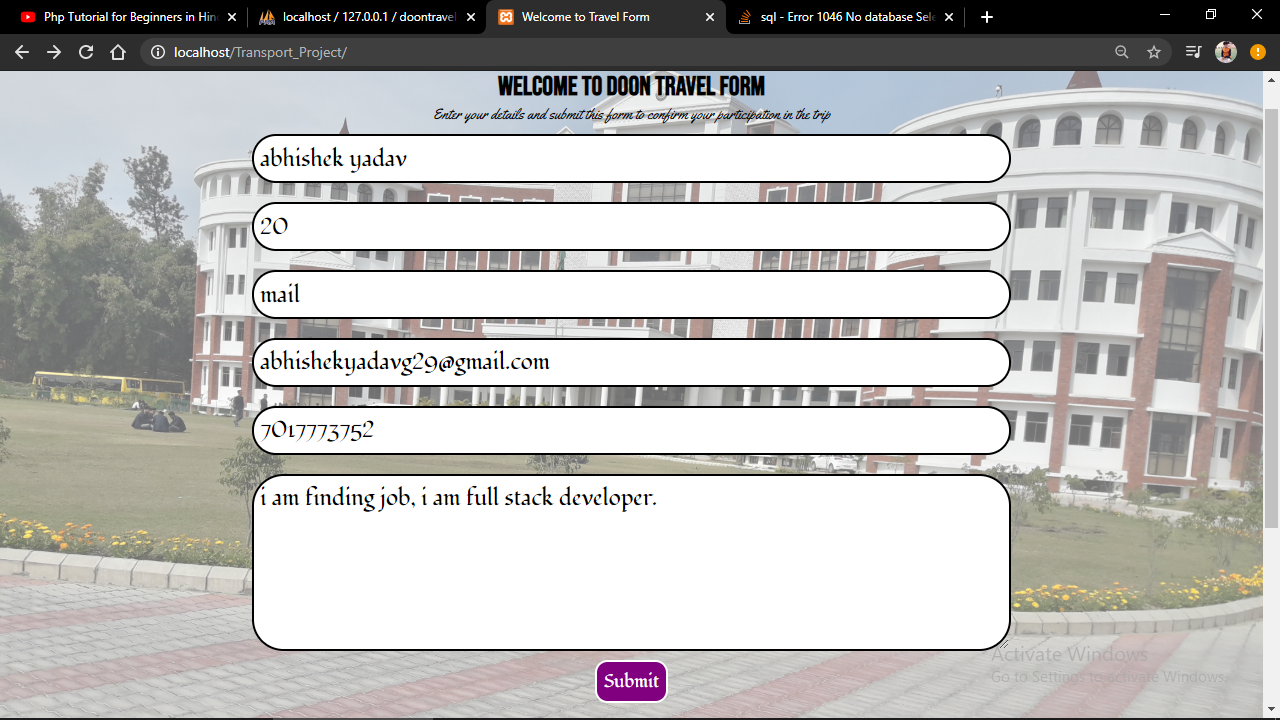 Php Tutorial for Beginners in Hin
localhost / 127.0.0.1 / doontravel
Welcome to Travel Form
sql - Error 1046 No database Sele
localhost/Transport_Project/
WELCOME TO DOON TRAVEL FORM
Enter your details and submit this form to confirm your participation in the trip
abhishek yadav
20
mail
abhishekyadavg29@gmail.com
7017773752
i am finding job, i am full stack developer.
Submit
Activate Windows
Go to Settings to activate Windows.